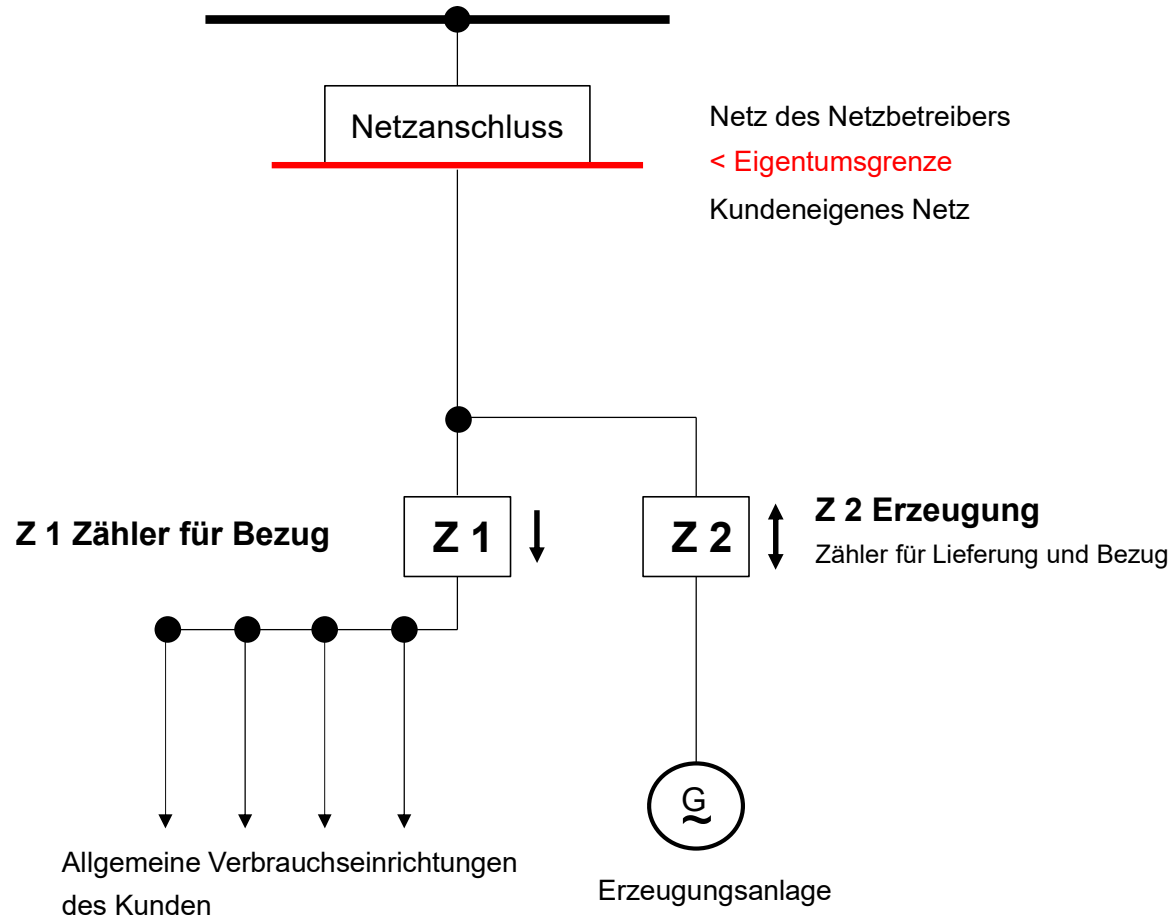 Netzanschluss
Netz des Netzbetreibers
< Eigentumsgrenze
Kundeneigenes Netz
Z 1 Zähler für Bezug
Z 1
Z 2
Z 2 Erzeugung
Zähler für Lieferung und Bezug
G
~
Allgemeine Verbrauchseinrichtungen
des Kunden
Erzeugungsanlage